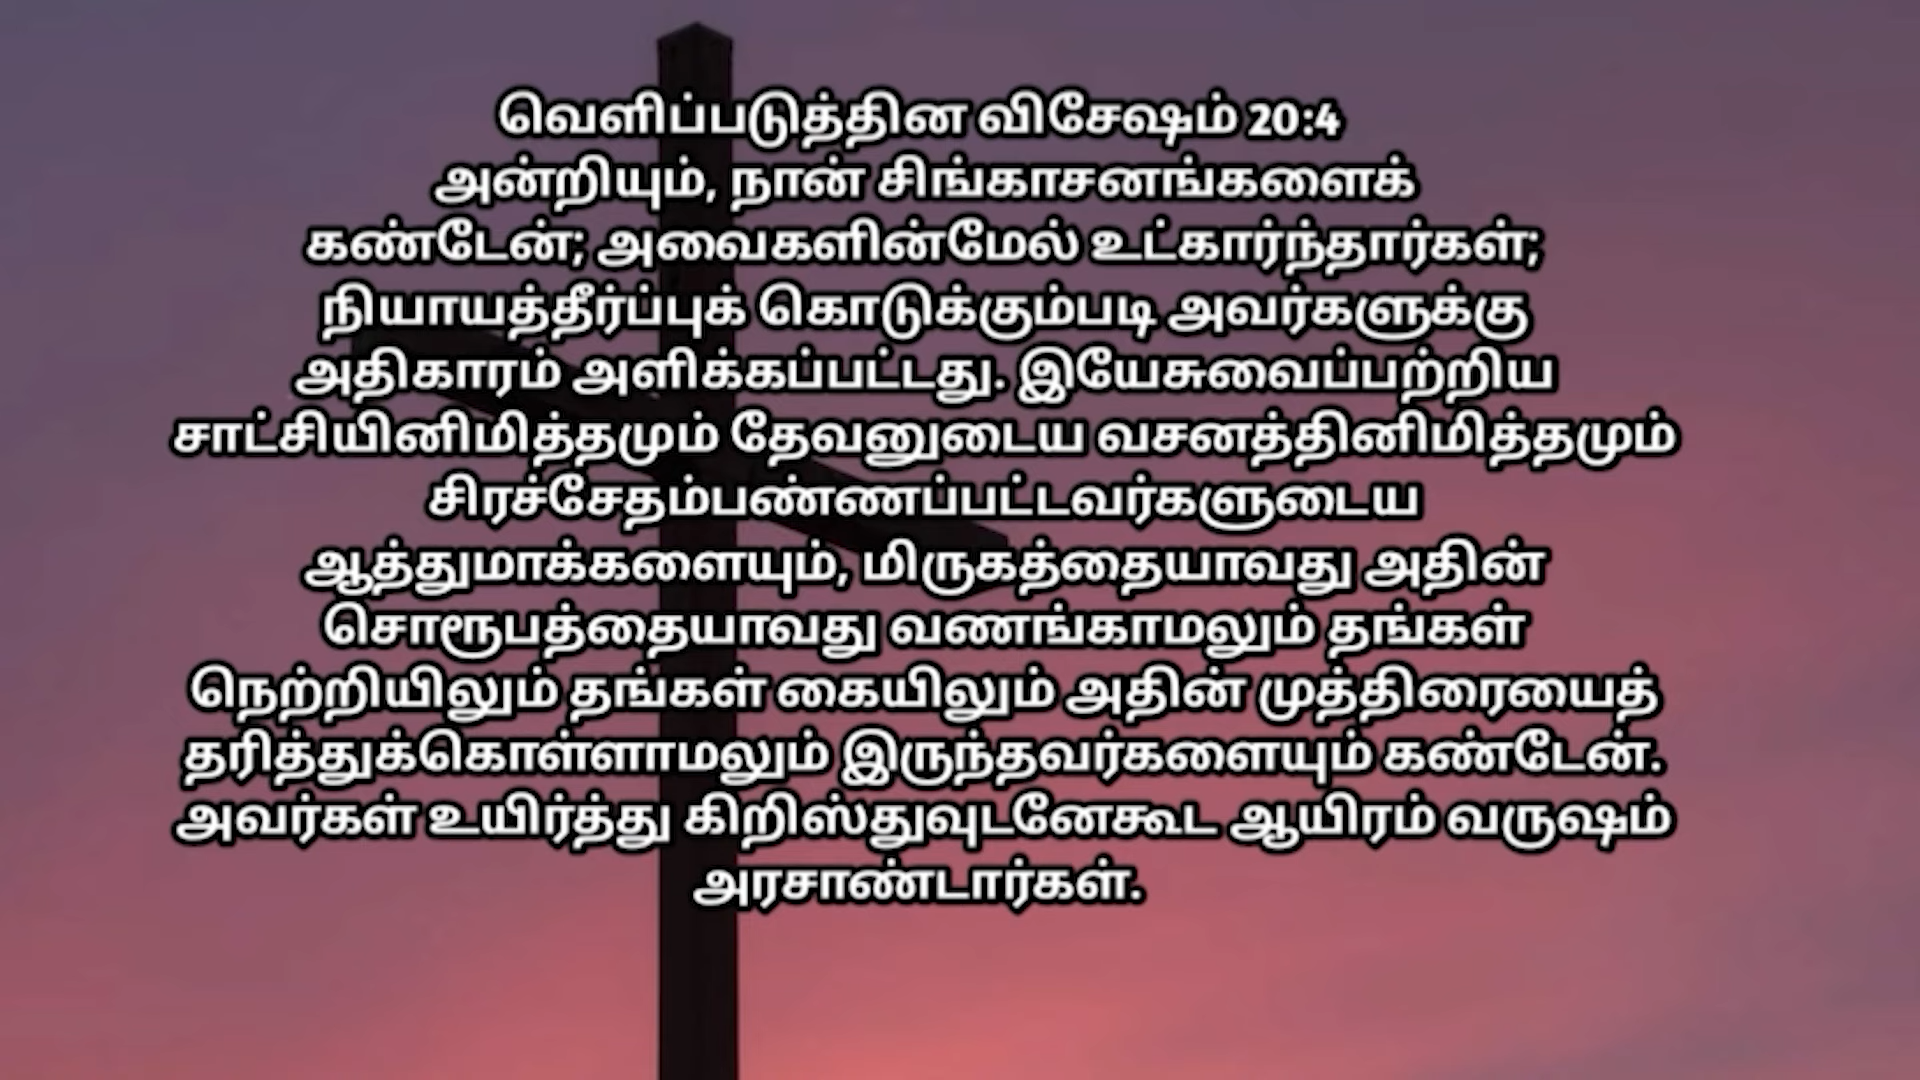 வெளிப்படுத்தின விசேஷம் 20:4
அன்றியும், நான் சிங்காசனங்களைக்
கண்டேன்; அவைகளின்மேல் உட்கார்ந்தார்கள்;
நியாயத்தீர்ப்புக் கொடுக்கும்படி அவர்களுக்கு
அதிகாரம் அளிக்கப்பட்டது. இயேசுவைப்பற்றிய
சாட்சியினிமித்தமும் தேவனுடைய வசனத்தினிமித்தமும்
சிரச்சேதம்பண்ணப்பட்டவர்களுடைய
ஆத்துமாக்களையும், மிருகத்தையாவது அதின்
சொரூபத்தையாவது வணங்காமலும் தங்கள்
நெற்றியிலும் தங்கள் கையிலும் அதின் முத்திரையைத்
தரித்துக்கொள்ளாமலும் இருந்தவர்களையும் கண்டேன்.
அவர்கள் உயிர்த்து கிறிஸ்துவுடனேகூட ஆயிரம் வருஷம்
அரசாண்டார்கள்.